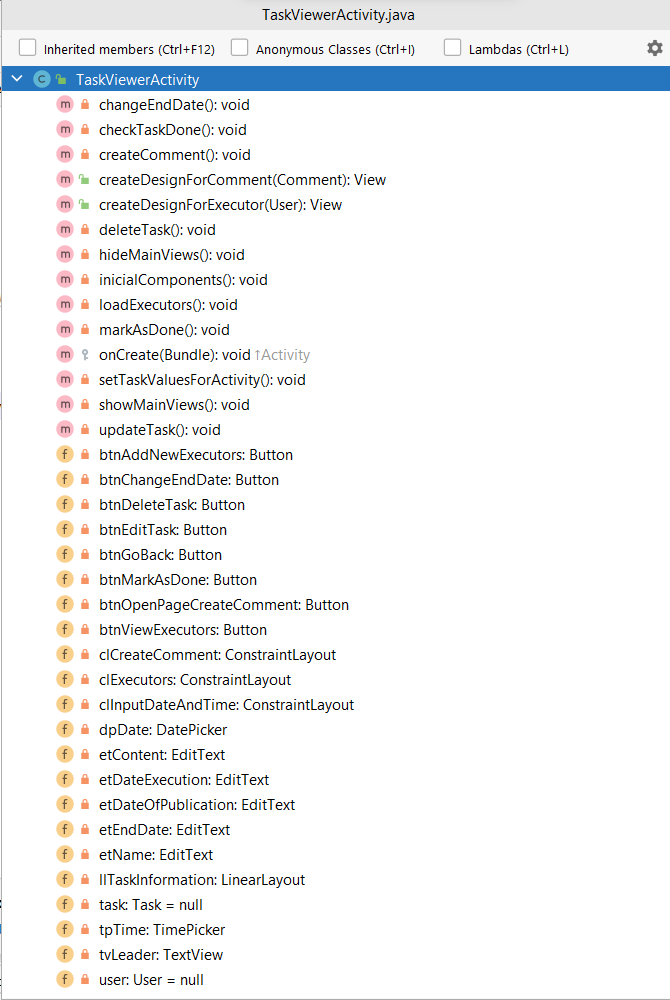 TaskViewerActivity.java
Inherited members (Ctrl+F12) Anonymous Classes (Ctrl+I) Lambdas (Ctrl+L)
C TaskViewerActivity
m changeEndDate(): void
m checkTaskDone(): void
m createComment(): void
m createDesignForComment(Comment): View
m createDesignForExecutor(User): View
m deleteTask(): void
m hideMainViews(): void
m inicialComponents(): void
m loadExecutors(): void
m markAsDone(): void
m onCreate(Bundle): void ↑Activity
m setTaskValuesForActivity(): void
m showMainViews(): void
m updateTask(): void
f btnAddNewExecutors: Button
f btnChangeEndDate: Button
f btnDeleteTask: Button
f btnEditTask: Button
f btnGoBack: Button
f btnMarkAsDone: Button
f btnOpenPageCreateComment: Button
f btnViewExecutors: Button
f clCreateComment: ConstraintLayout
f clExecutors: ConstraintLayout
f clInputDateAndTime: ConstraintLayout
f dpDate: DatePicker
f etContent: EditText
f etDateExecution: EditText
f etDateOfPublication: EditText
f etEndDate: EditText
f etName: EditText
f llTaskInformation: LinearLayout
f task: Task = null
f tpTime: TimePicker
f tvLeader: TextView
f user: User = null